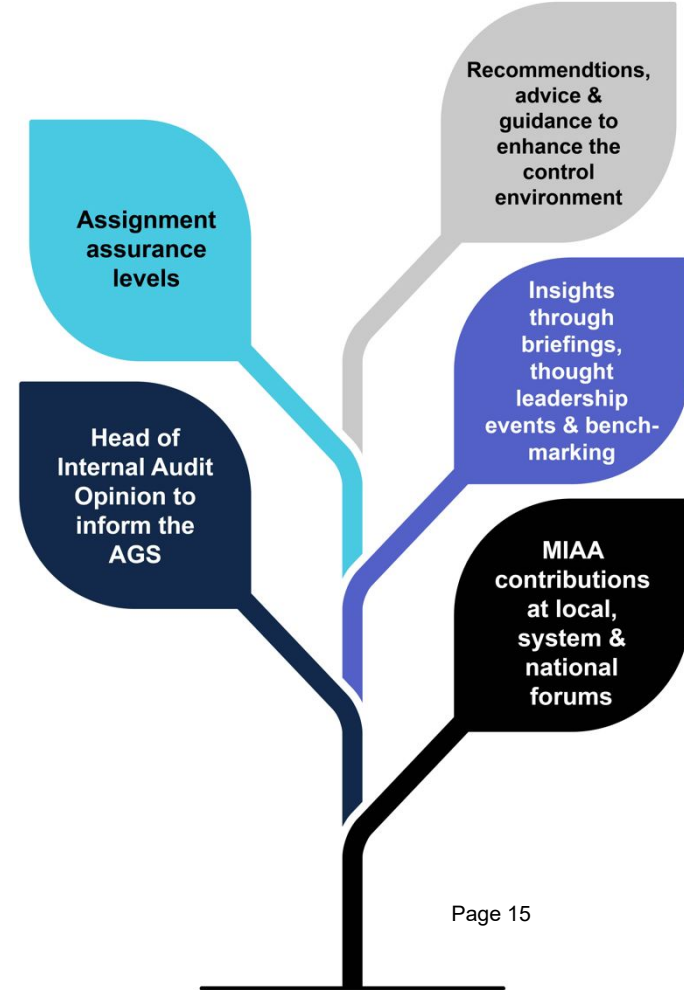 Recommendtions,
advice &
guidance to
enhance the
control
environment
Assignment
assurance
levels
Insights
through
briefings,
thought
leadership
events & bench-
marking
Head of
Internal Audit
Opinion to
inform the
AGS
MIAA
contributions
at local,
system &
national
forums
Page 15